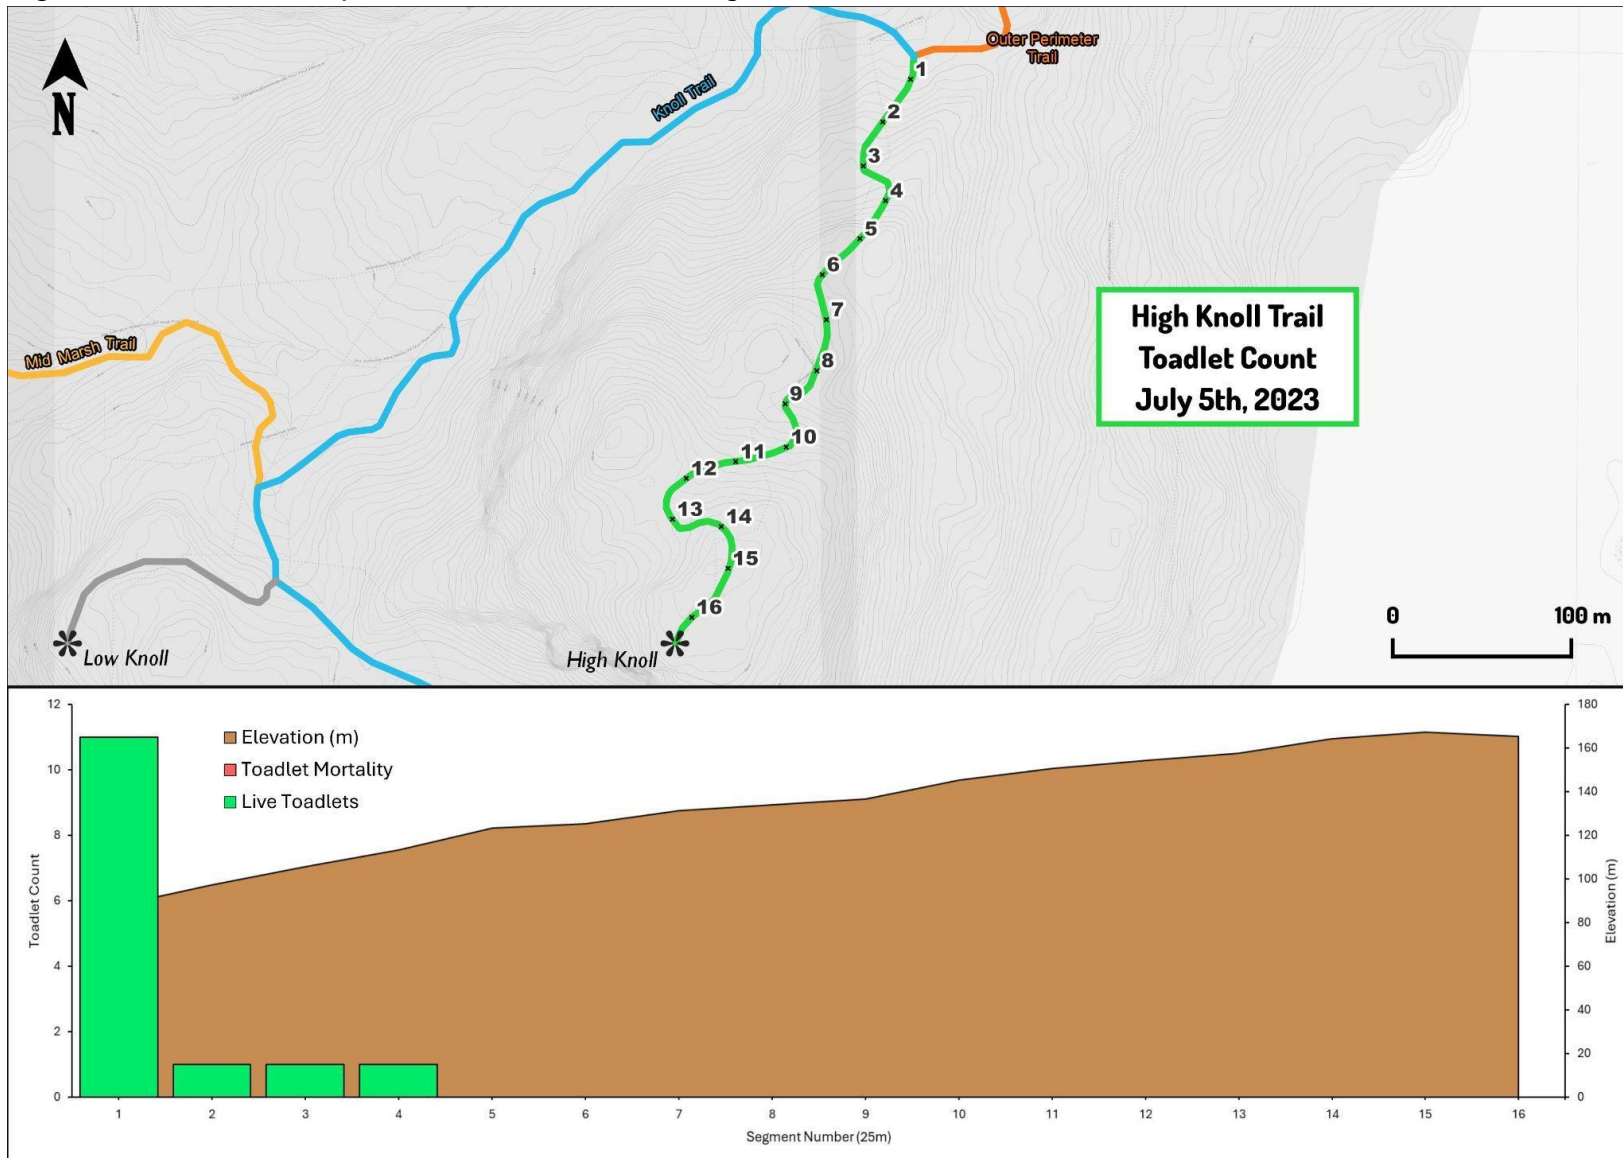 N
Outer Perimeter
Trail
Knoll Trail
Mid Marsh Trail
1
2
3
4
5
6
7
8
9
10
11
12
13
14
15
16
High Knoll Trail
Toadlet Count
July 5th, 2023
0 100 m
Low Knoll
High Knoll
12
10
8
6
4
2
0
Toadlet Count
Elevation (m)
Toadlet Mortality
Live Toadlets
180
160
140
120
100
80
60
40
20
0
Elevation (m)
1 2 3 4 5 6 7 8 9 10 11 12 13 14 15 16
Segment Number (25m)